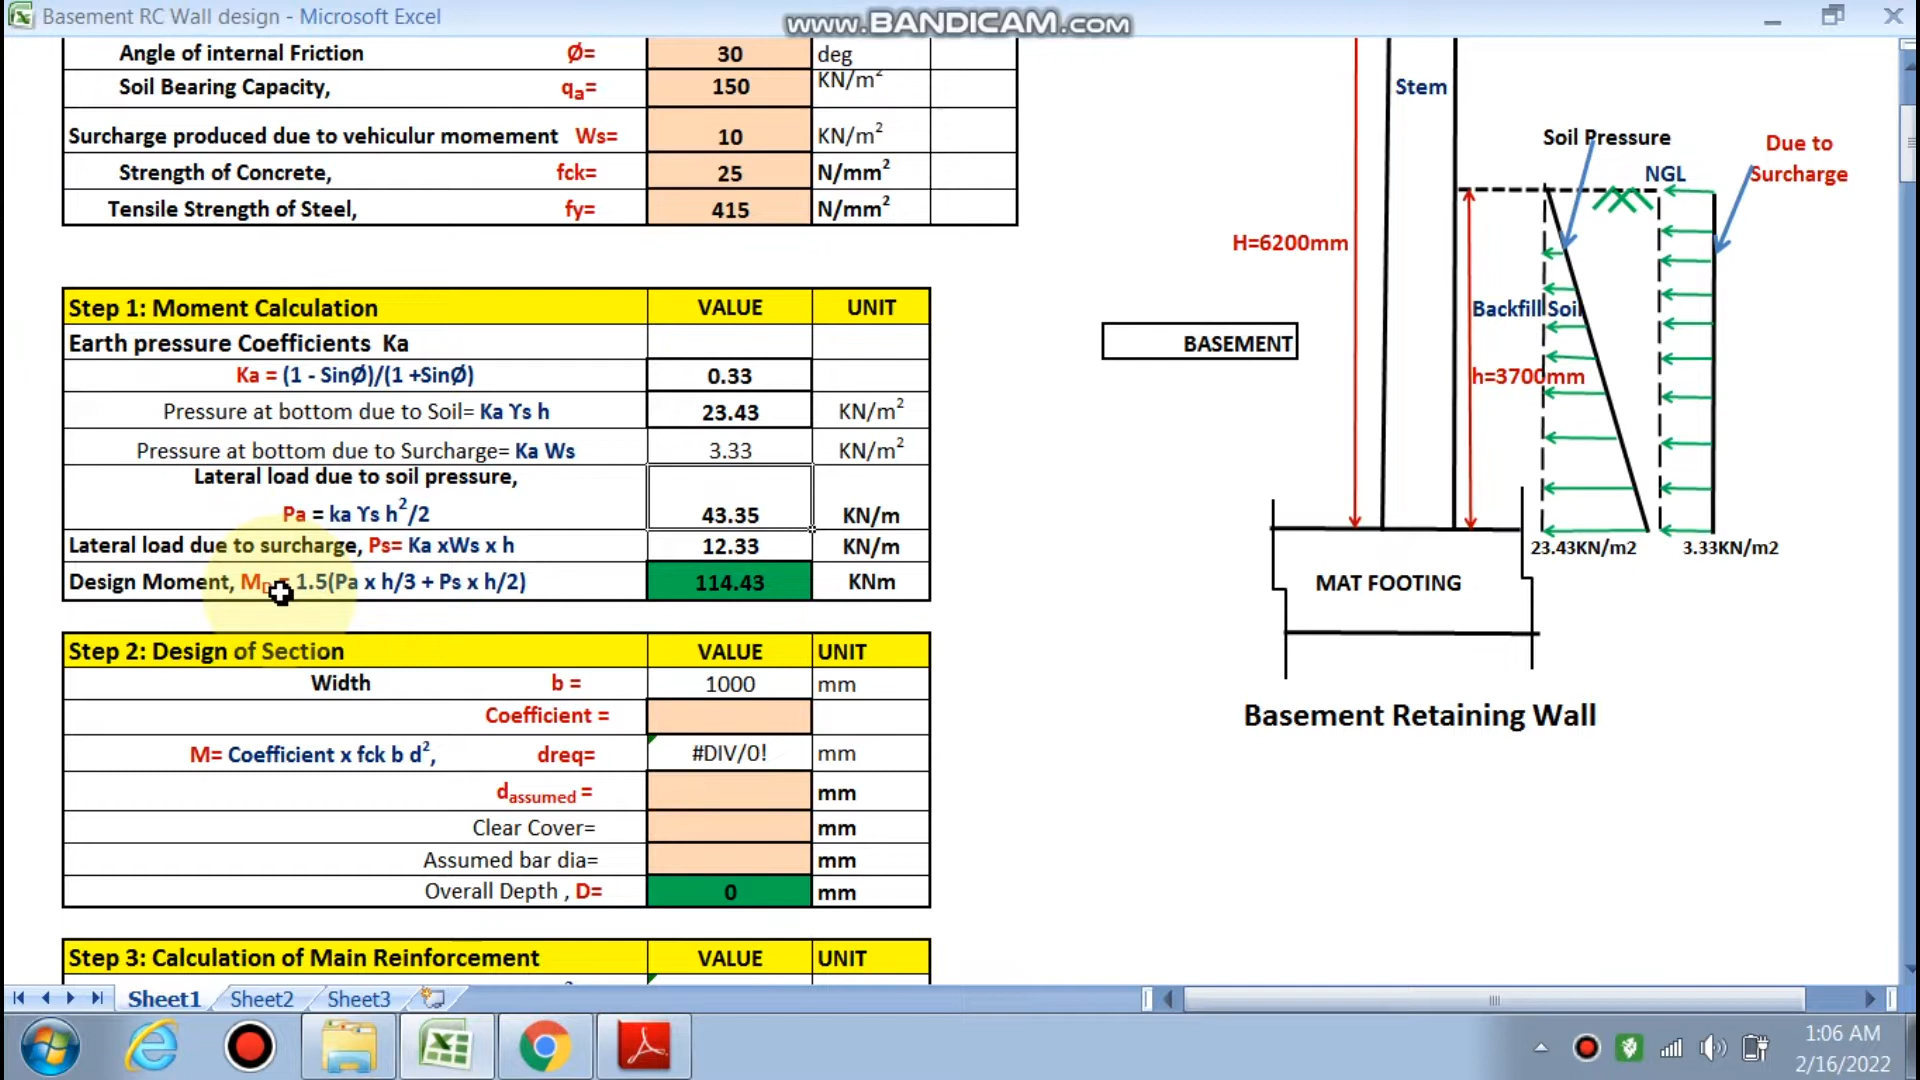 Basement RC Wall design - Microsoft Excel
www.BANDICAM.com
Angle of internal Friction Ø= 30 deg
Soil Bearing Capacity, qa= 150 KN/m²
Surcharge produced due to vehiculur momement Ws= 10 KN/m²
Strength of Concrete, fck= 25 N/mm²
Tensile Strength of Steel, fy= 415 N/mm²
Step 1: Moment Calculation VALUE UNIT
Earth pressure Coefficients Ka
Ka = (1 - SinØ)/(1 +SinØ) 0.33
Pressure at bottom due to Soil= Ka ϒs h 23.43 KN/m²
Pressure at bottom due to Surcharge= Ka Ws 3.33 KN/m²
Lateral load due to soil pressure,
Pa = ka ϒs h²/2 43.35 KN/m
Lateral load due to surcharge, Ps= Ka xWs x h 12.33 KN/m
Design Moment, MD = 1.5(Pa x h/3 + Ps x h/2) 114.43 KNm
Step 2: Design of Section VALUE UNIT
Width b = 1000 mm
Coefficient =
M= Coefficient x fck b d², dreq= #DIV/0! mm
dassumed = mm
Clear Cover= mm
Assumed bar dia= mm
Overall Depth , D= 0 mm
Step 3: Calculation of Main Reinforcement VALUE UNIT
Stem
Soil Pressure
Due to
NGL
Surcharge
H=6200mm
Backfill Soil
BASEMENT
h=3700mm
23.43KN/m2 3.33KN/m2
MAT FOOTING
Basement Retaining Wall
Sheet1 Sheet2 Sheet3
1:06 AM
2/16/2022